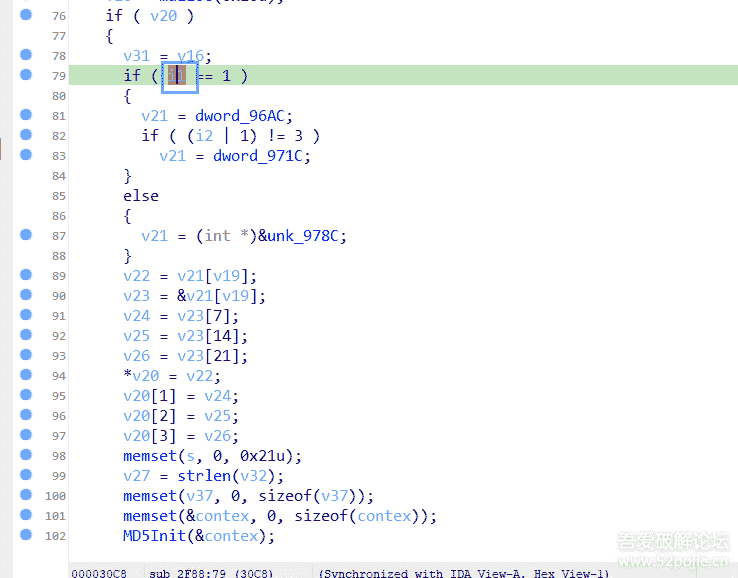 76 if ( v20 )
77 {
78 v31 = v16;
79 if ( == 1 )
80 {
81 v21 = dword_96AC;
82 if ( (i2 | 1) != 3 )
83 v21 = dword_971C;
84 }
85 else
86 {
87 v21 = (int *)&unk_978C;
88 }
89 v22 = v21[v19];
90 v23 = &v21[v19];
91 v24 = v23[7];
92 v25 = v23[14];
93 v26 = v23[21];
94 *v20 = v22;
95 v20[1] = v24;
96 v20[2] = v25;
97 v20[3] = v26;
98 memset(s, 0, 0x21u);
99 v27 = strlen(v32);
100 memset(v37, 0, sizeof(v37));
101 memset(&contex, 0, sizeof(contex));
102 MD5Init(&contex);
吾爱破解论坛
www.52pojie.cn
000030C8 sub_2F88:79 (30C8) (Synchronized with IDA View-A, Hex View-1)